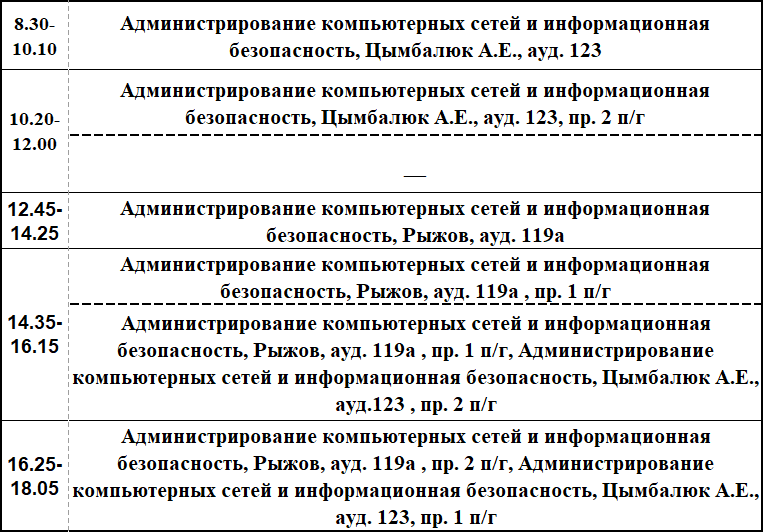 8.30-
10.10
Администрирование компьютерных сетей и информационная
безопасность, Цымбалюк А.Е., ауд. 123
10.20-
12.00
Администрирование компьютерных сетей и информационная
безопасность, Цымбалюк А.Е., ауд. 123, пр. 2 п/г
—
12.45-
14.25
Администрирование компьютерных сетей и информационная
безопасность, Рыжов, ауд. 119а
14.35-
16.15
Администрирование компьютерных сетей и информационная
безопасность, Рыжов, ауд. 119а , пр. 1 п/г
Администрирование компьютерных сетей и информационная
безопасность, Рыжов, ауд. 119а , пр. 1 п/г, Администрирование
компьютерных сетей и информационная безопасность, Цымбалюк А.Е.,
ауд.123 , пр. 2 п/г
16.25-
18.05
Администрирование компьютерных сетей и информационная
безопасность, Рыжов, ауд. 119а , пр. 2 п/г, Администрирование
компьютерных сетей и информационная безопасность, Цымбалюк А.Е.,
ауд. 123, пр. 1 п/г